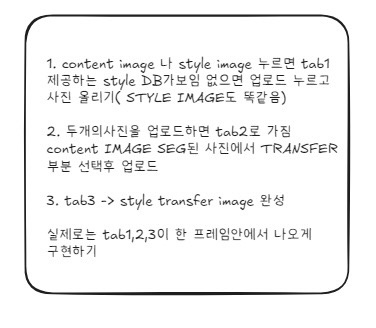 1. content image 나 style image 누르면 tab1
제공하는 style DB가보임 없으면 업로드 누르고
사진 올리기( STYLE IMAGE도 똑같음)
2. 두개의사진을 업로드하면 tab2로 가짐
content IMAGE SEG된 사진에서 TRANSFER
부분 선택후 업로드
3. tab3 -> style transfer image 완성
실제로는 tab1,2,3이 한 프레임안에서 나오게
구현하기